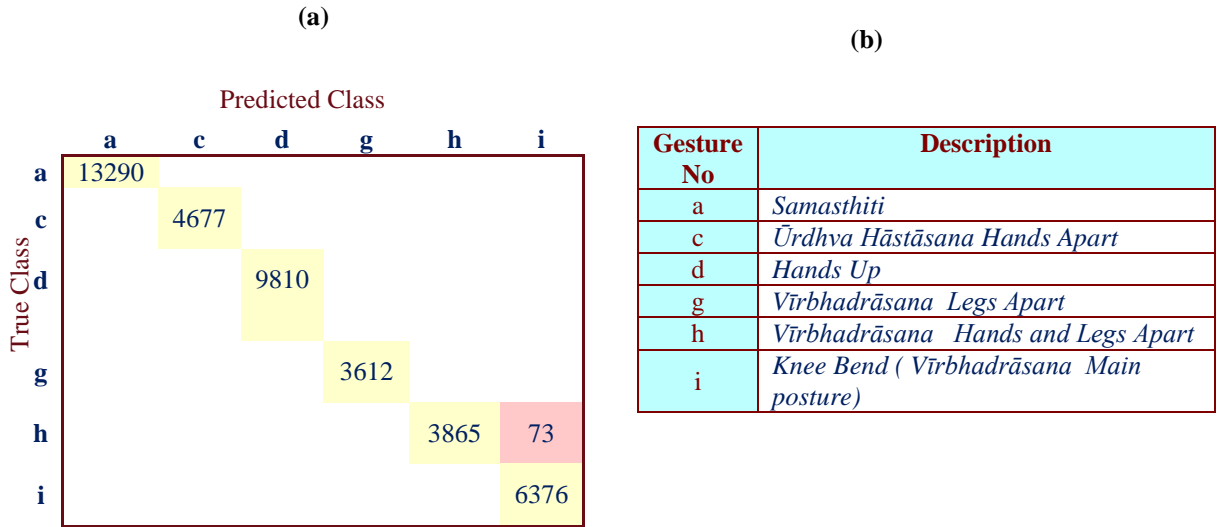 (a)
(b)
Predicted Class
a c d g h i
True Class
a 13290
c 4677
d 9810
g 3612
h 3865 73
i 6376
Gesture No Description
a Samasthiti
c Ūrdhva Hāstāsana Hands Apart
d Hands Up
g Vīrbhadrāsana Legs Apart
h Vīrbhadrāsana Hands and Legs Apart
i Knee Bend ( Vīrbhadrāsana Main
posture)